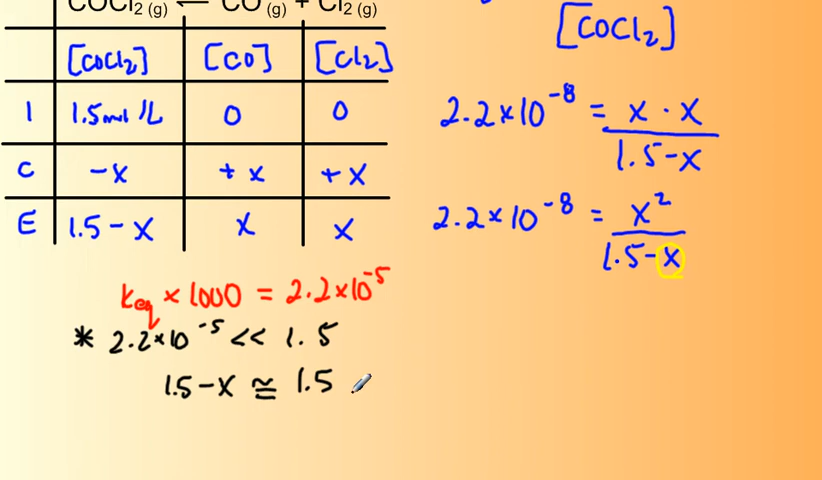 COCl₂ (g) ⇌ CO (g) + Cl₂ (g)
[COCl₂] [CO] [Cl₂]
I 1.5 mol/L 0 0
C -x +x +x
E 1.5-x x x
Keq × 1000 = 2.2×10⁻⁵
* 2.2×10⁻⁵ << 1.5
1.5-x ≅ 1.5
[COCl₂]
2.2×10⁻⁸ = x · x
1.5-x
2.2×10⁻⁸ = x²
1.5-x